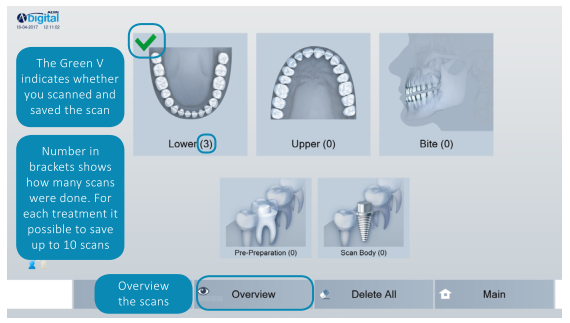 Digital
10-04-2017 12:11:02
The Green V
indicates whether
you scanned and
saved the scan
Lower (3)
Upper (0)
Bite (0)
Number in
brackets shows
how many scans
were done. For
each treatment it
possible to save
up to 10 scans
Pre-Preparation (0)
Scan Body (0)
Overview
the scans
Overview
Delete All
Main